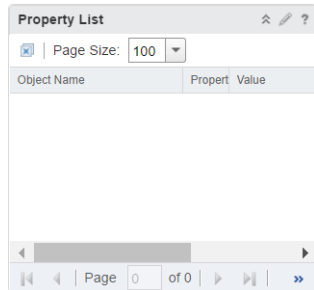 Property List ?
Page Size: 100
Object Name Propert Value
Page 0 of 0 »